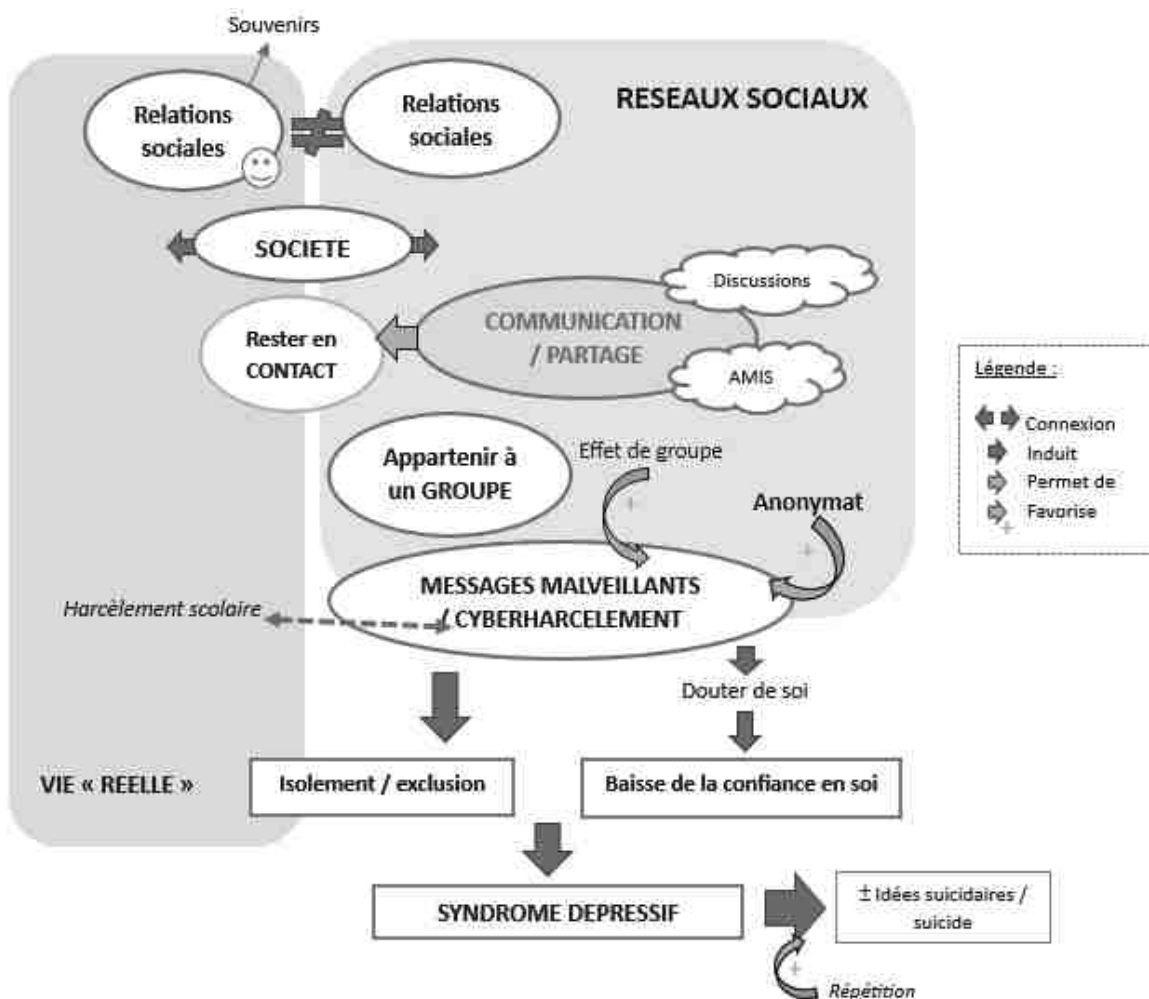 Souvenirs
RESEAUX SOCIAUX
Relations
sociales
Relations
sociales
SOCIETE
Discussions
COMMUNICATION
/ PARTAGE
AMIS
Rester en
CONTACT
Légende :
Connexion
Induit
Permet de
Favorise
+
Appartenir à
un GROUPE
Effet de groupe
+
Anonymat
+
MESSAGES MALVEILLANTS
/ CYBERHARCELEMENT
Harcèlement scolaire
Douter de soi
VIE « REELLE »
Isolement / exclusion
Baisse de la confiance en soi
SYNDROME DEPRESSIF
± Idées suicidaires /
suicide
+
Répétition